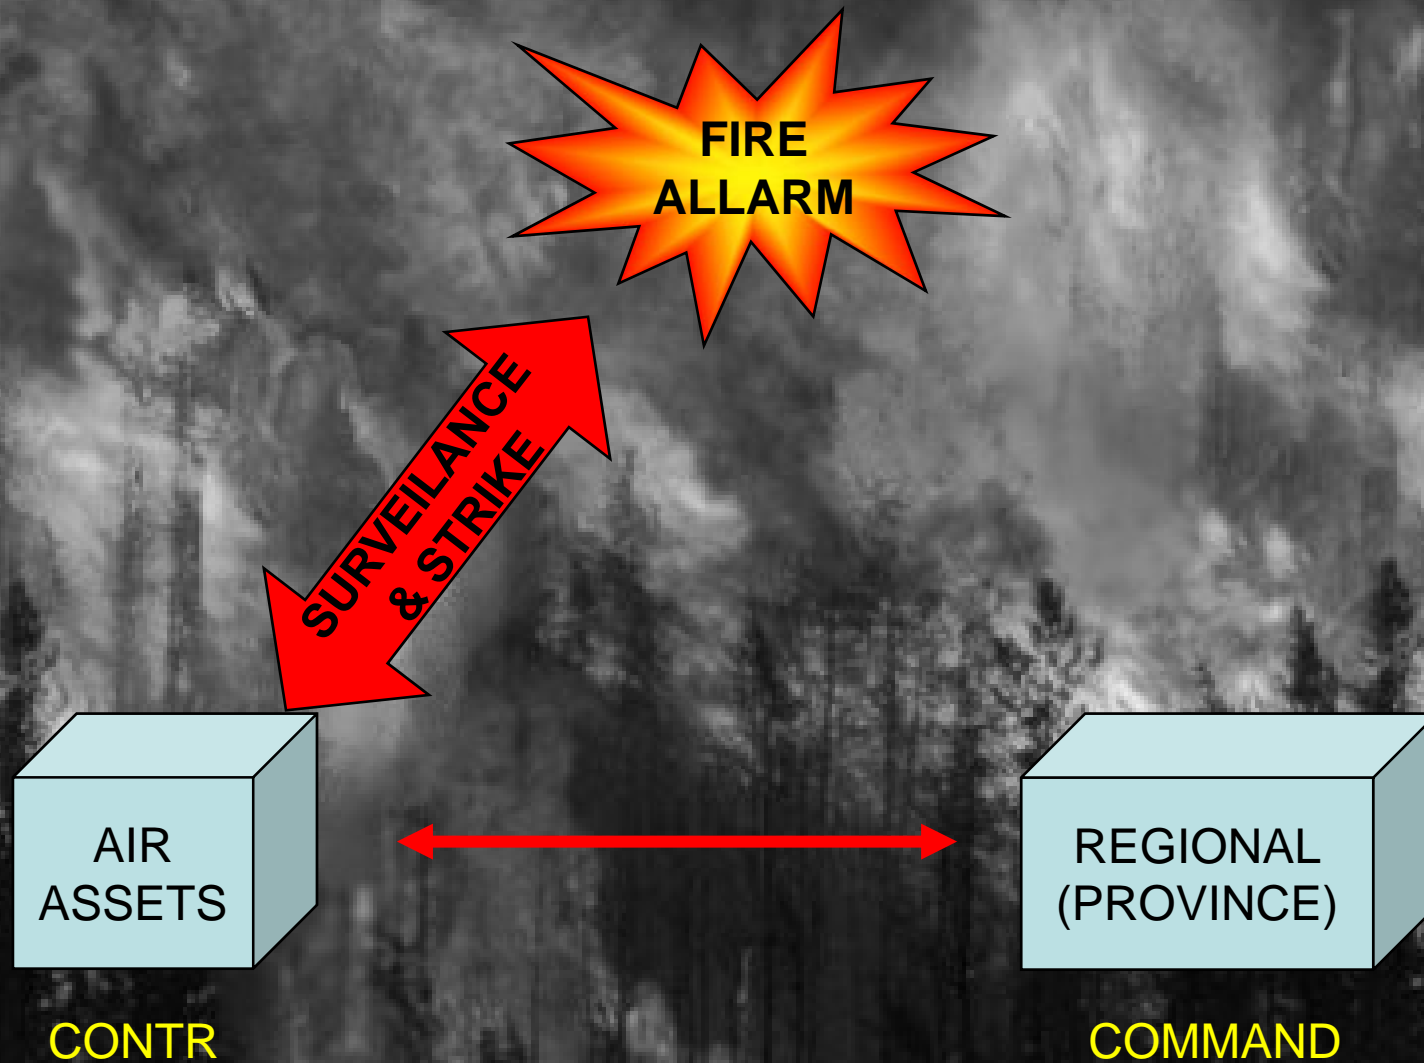 FIRE
ALLARM
SURVEILANCE
& STRIKE
AIR
ASSETS
REGIONAL
(PROVINCE)
CONTR
COMMAND